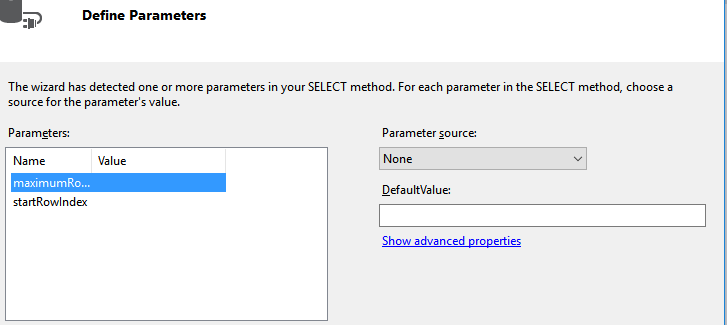 Define Parameters
The wizard has detected one or more parameters in your SELECT method. For each parameter in the SELECT method, choose a
source for the parameter's value.
Parameters:
Name Value
maximumRo...
startRowIndex
Parameter source:
None
DefaultValue:
Show advanced properties